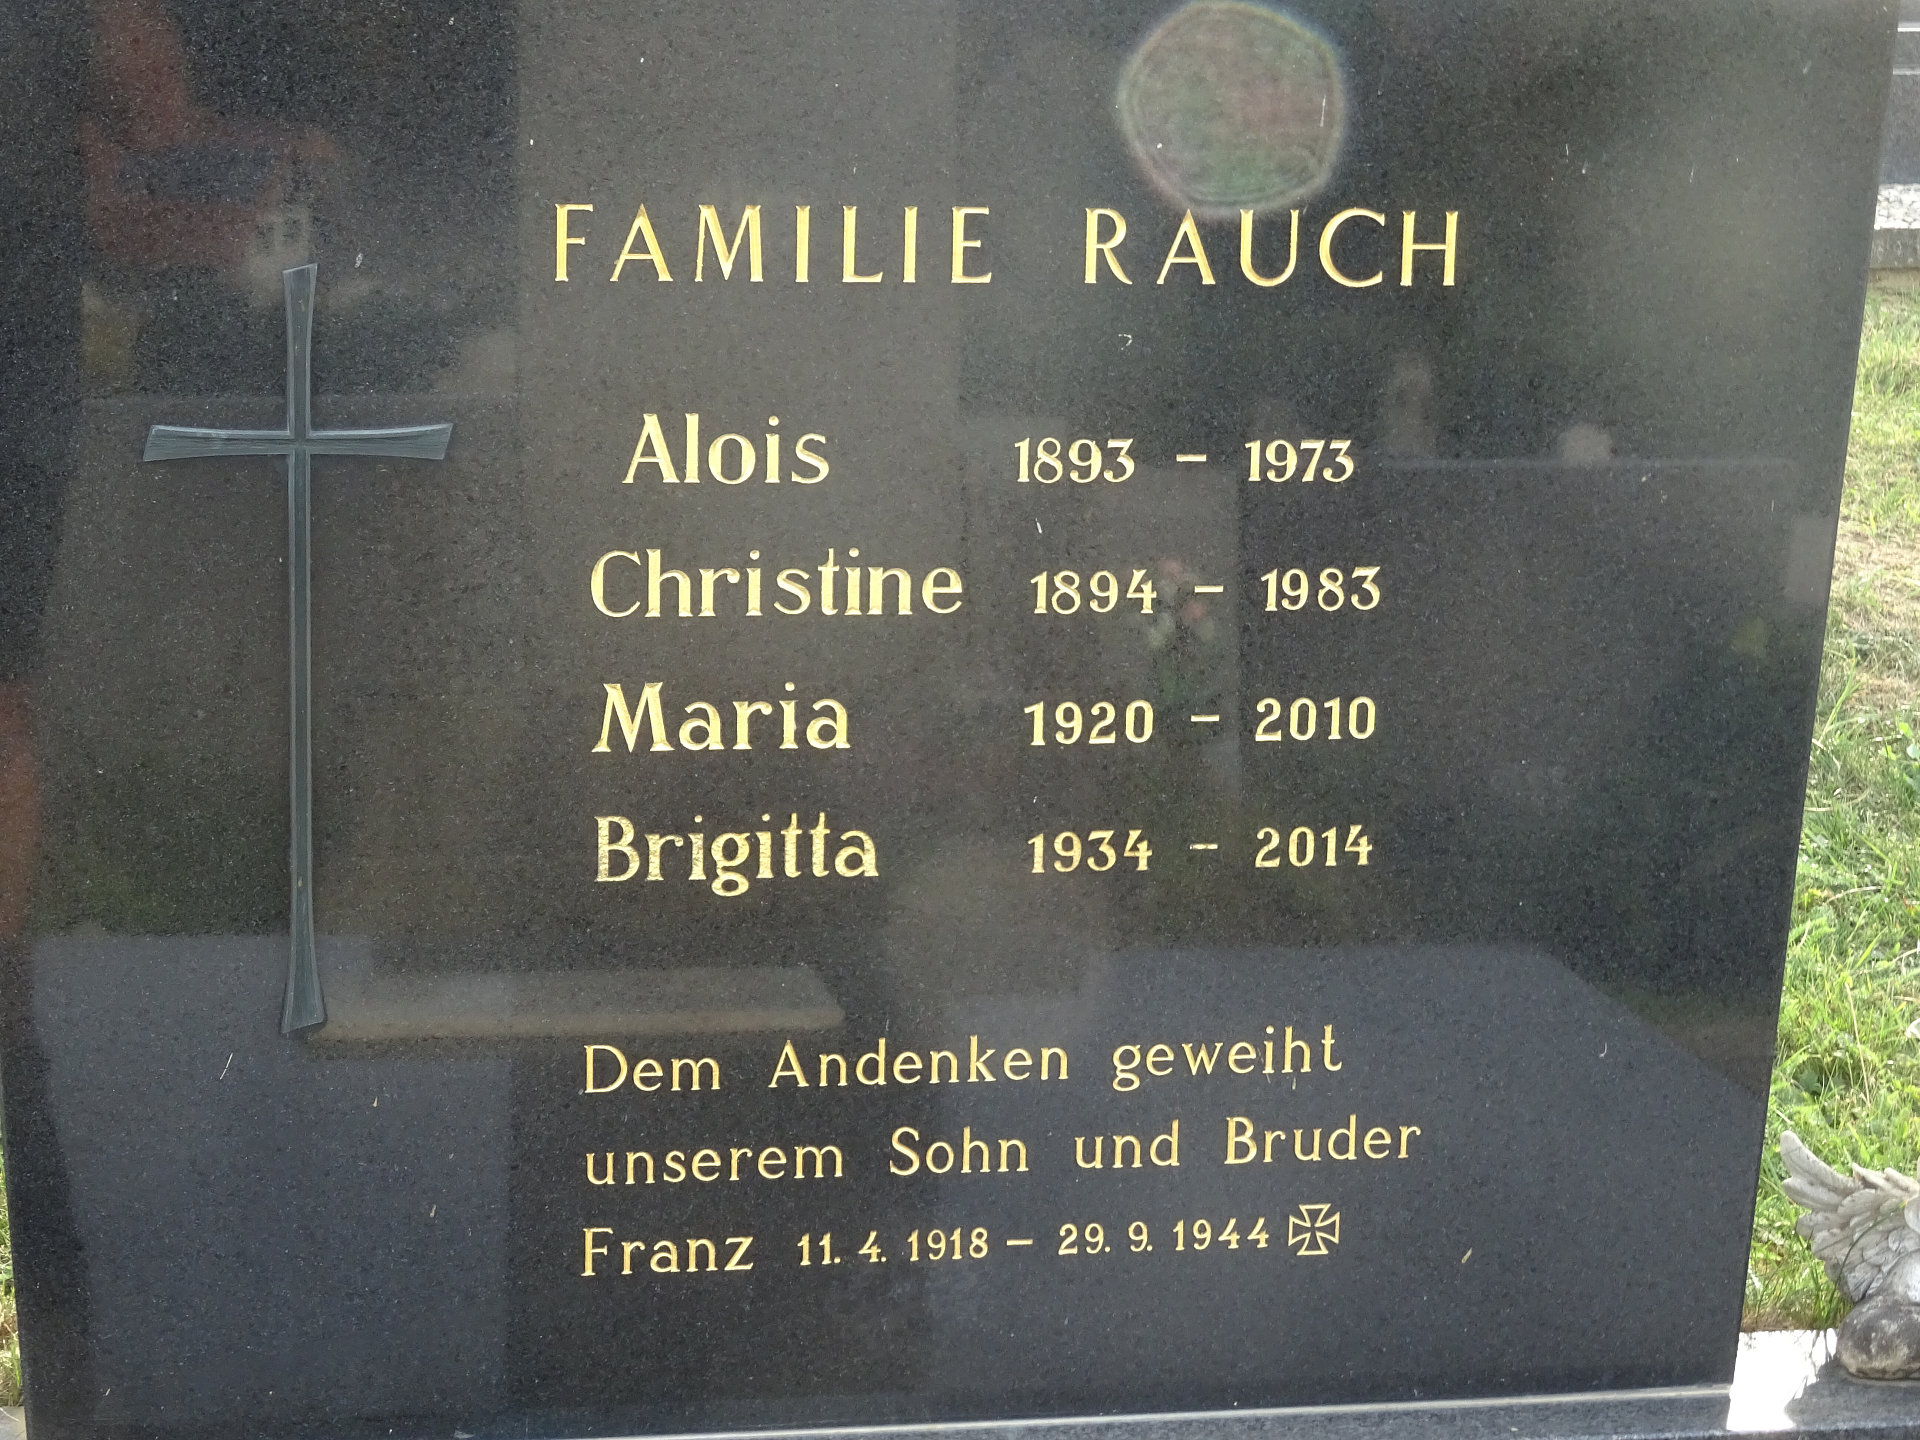 FAMILIE RAUCH
Alois 1893 - 1973
Christine 1894 - 1983
Maria 1920 - 2010
Brigitta 1934 - 2014
Dem Andenken geweiht
unserem Sohn und Bruder
Franz 11. 4. 1918 - 29. 9. 1944